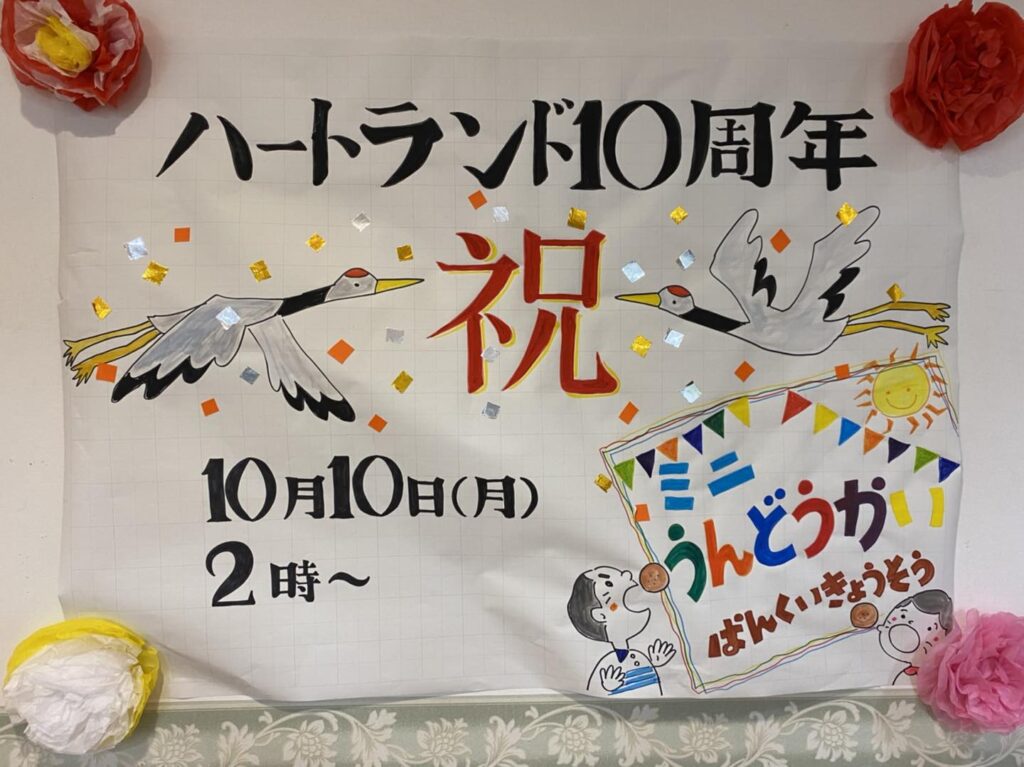 ハートランド10周年
祝
10月10日(月)
2時～
ミニ
うんどうかい
ぱんくいきょうそう